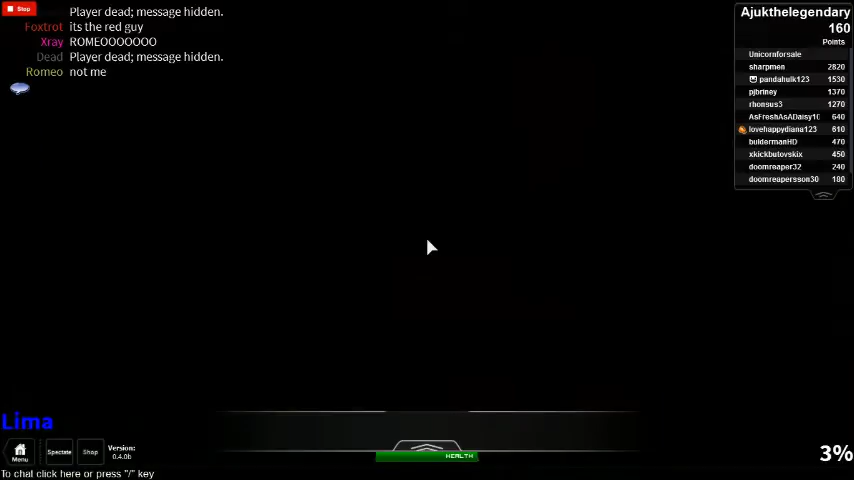 Stop
Player dead; message hidden.
Foxtrot its the red guy
Xray ROMEOOOOOOO
Dead Player dead; message hidden.
Romeo not me
Ajukthelegendary
160
Points
Unicornforsale
sharpmen 2820
pandahulk123 1530
pjbriney 1370
rhonsus3 1270
AsFreshAsADaisy10 640
lovehappydiana123 610
buldermanHD 470
xkickbutovskix 450
doomreaper32 240
doomreapersson30 180
Lima
Menu
Spectate
Shop
Version:
0.4.0b
HEALTH
3%
To chat click here or press "/" key